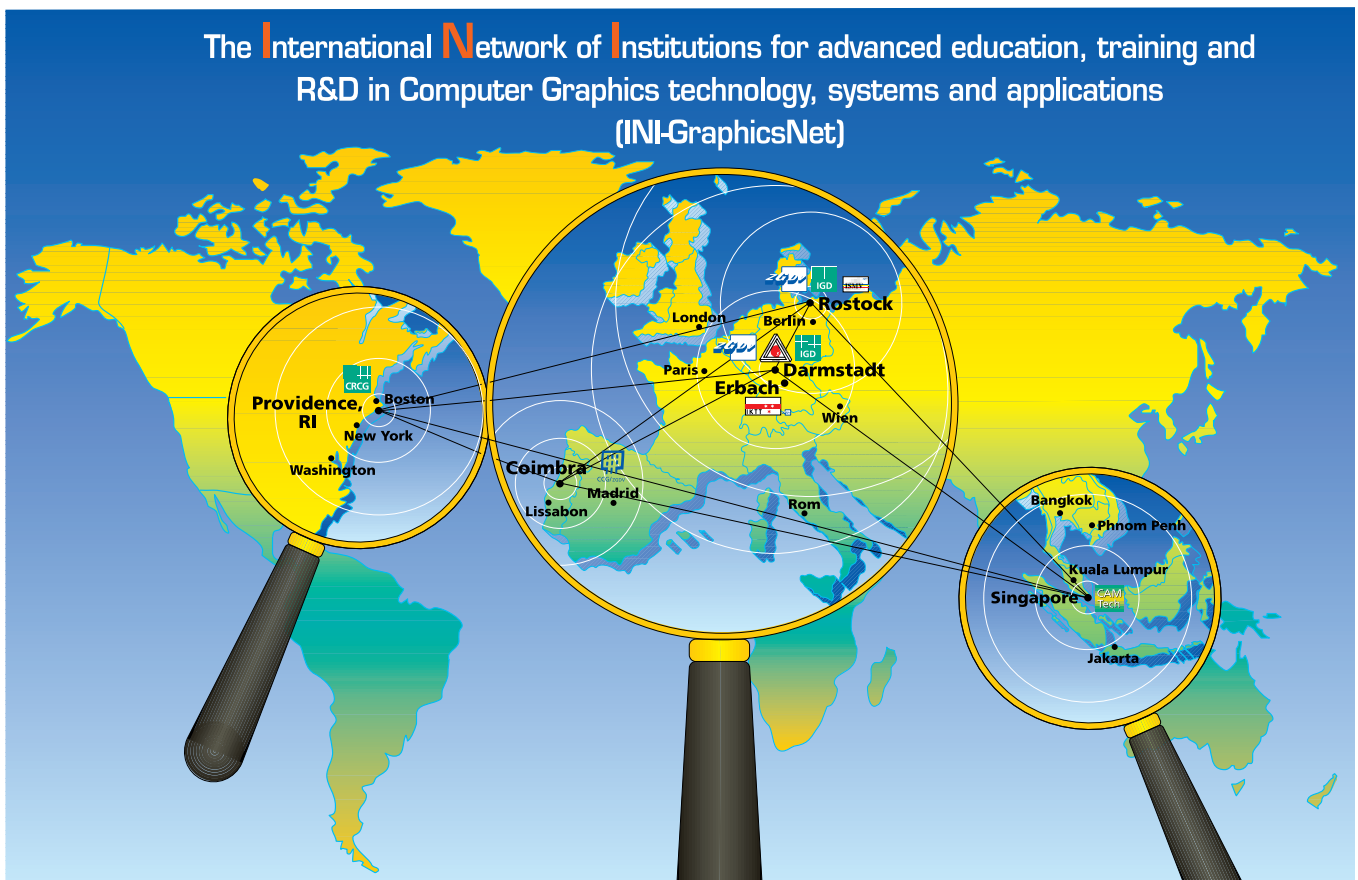 The International Network of Institutions for advanced education, training and
R&D in Computer Graphics technology, systems and applications
(INI-GraphicsNet)
CRCG
Providence,
RI
Boston
New York
Washington
London
ZGDV
IGD
Rostock
Berlin
ZGDV
IGD
Paris
Darmstadt
Erbach
Wien
Coimbra
Madrid
Lissabon
Rom
Bangkok
Phnom Penh
Kuala Lumpur
Singapore
CAM
Tech
Jakarta